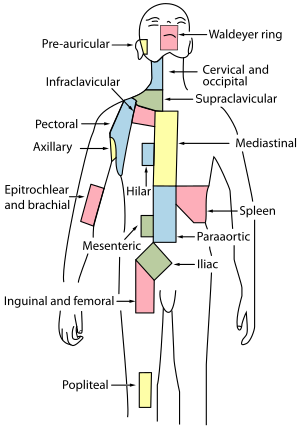 Waldeyer ring
Pre-auricular
Cervical and
occipital
Infraclavicular
Supraclavicular
Pectoral
Mediastinal
Axillary
Hilar
Epitrochlear
and brachial
Spleen
Mesenteric
Paraaortic
Iliac
Inguinal and femoral
Popliteal